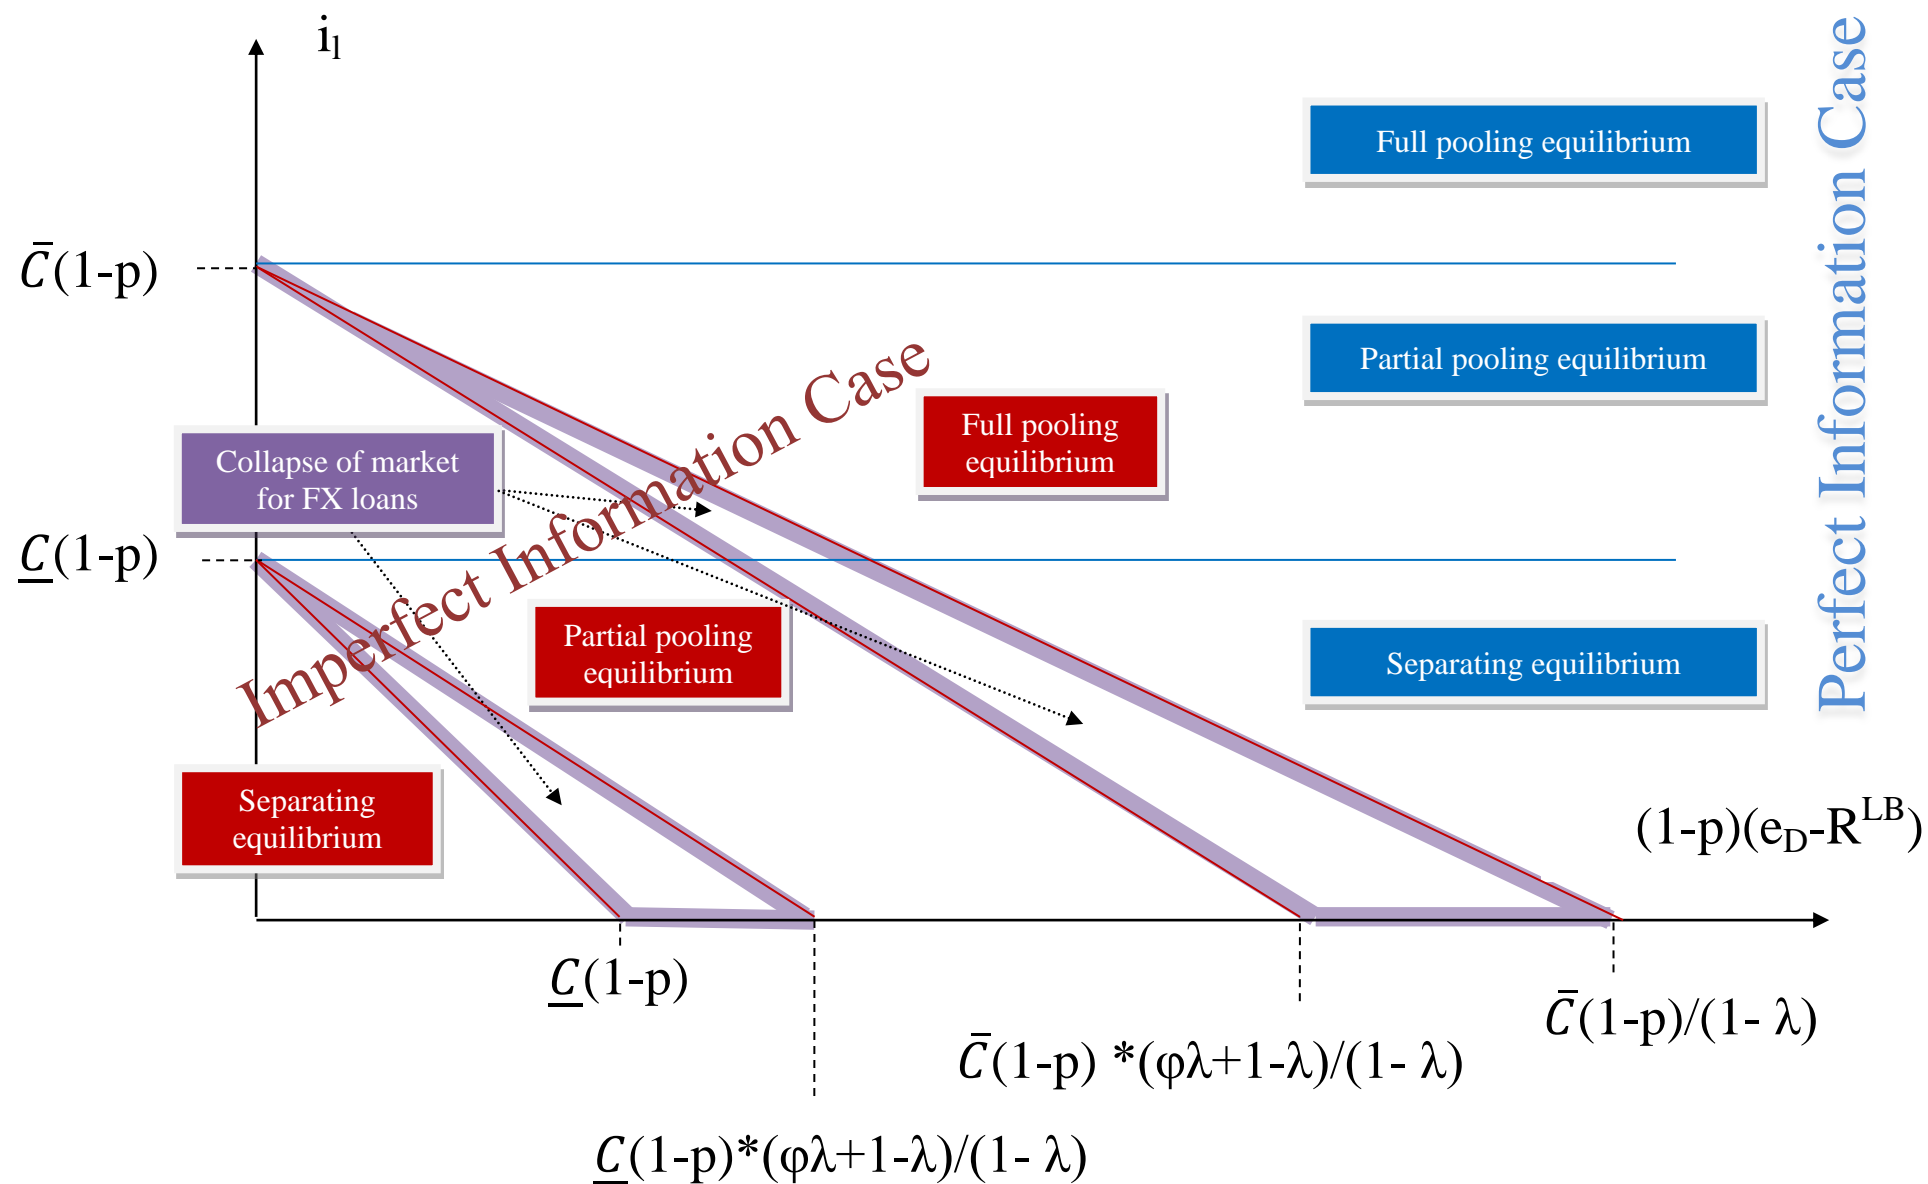 i_l
Full pooling equilibrium
C̄(1-p)
Partial pooling equilibrium
Perfect Information Case
Full pooling
equilibrium
Imperfect Information Case
Collapse of market
for FX loans
C̲(1-p)
Partial pooling
equilibrium
Separating equilibrium
Separating
equilibrium
(1-p)(e_D-R^LB)
C̲(1-p)
C̄(1-p)/(1- λ)
C̄(1-p) *(φλ+1-λ)/(1- λ)
C̲(1-p)*(φλ+1-λ)/(1- λ)